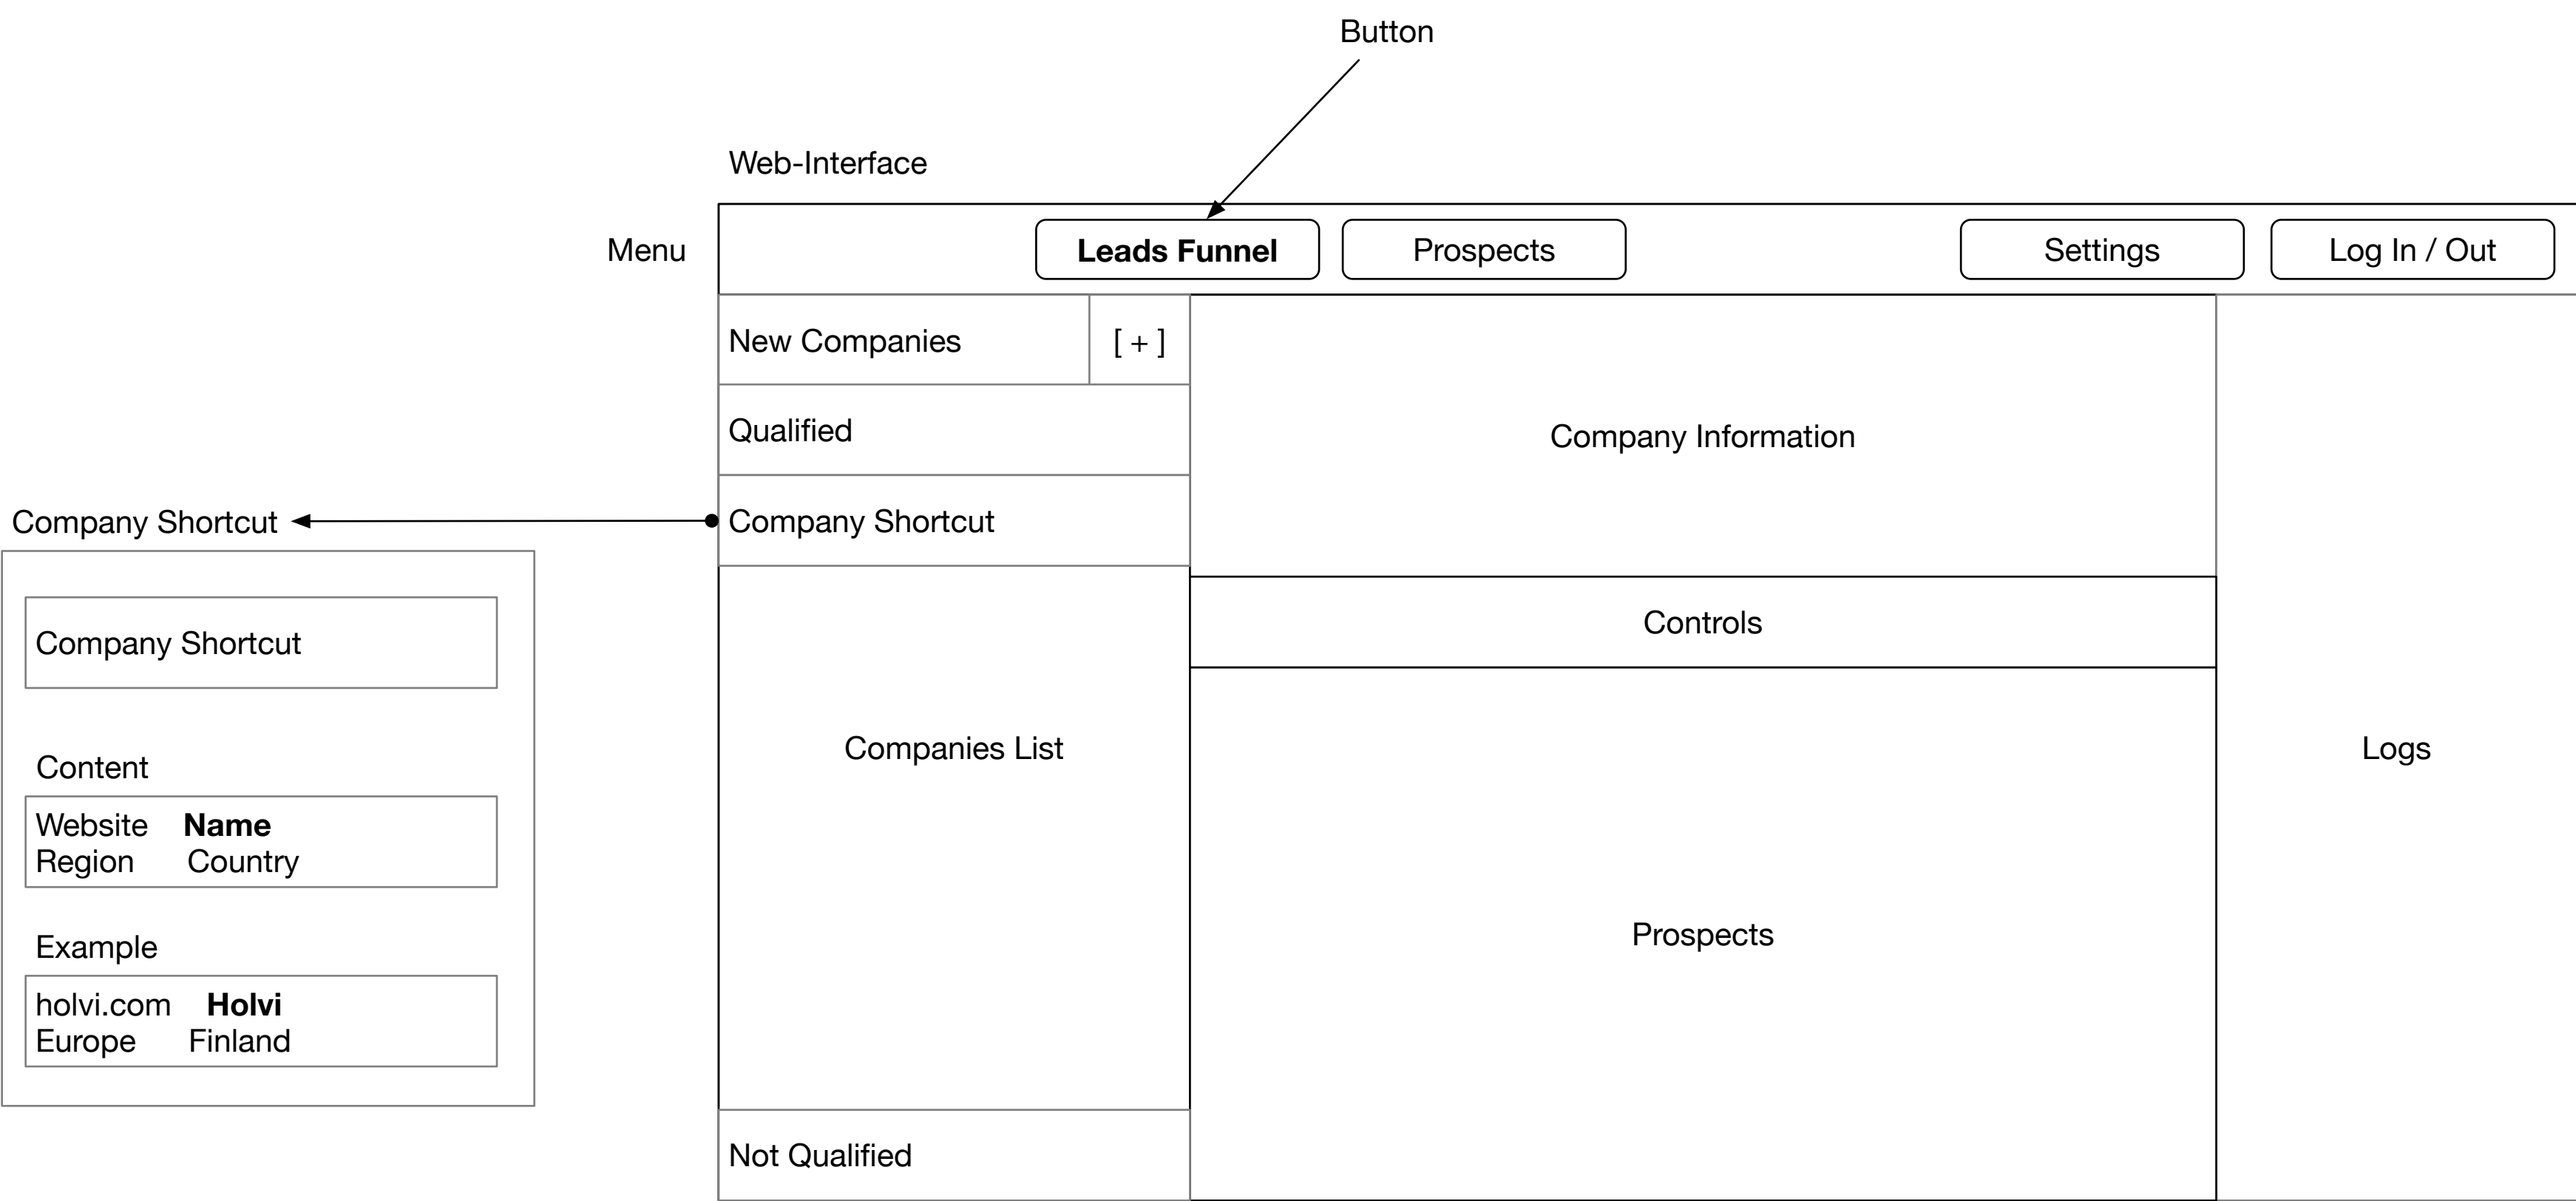 Button
Web-Interface
Menu
Leads Funnel
Prospects
Settings
Log In / Out
New Companies
[ + ]
Qualified
Company Shortcut
Companies List
Not Qualified
Company Information
Controls
Prospects
Logs
Company Shortcut
Company Shortcut
Content
Website Name
Region Country
Example
holvi.com Holvi
Europe Finland